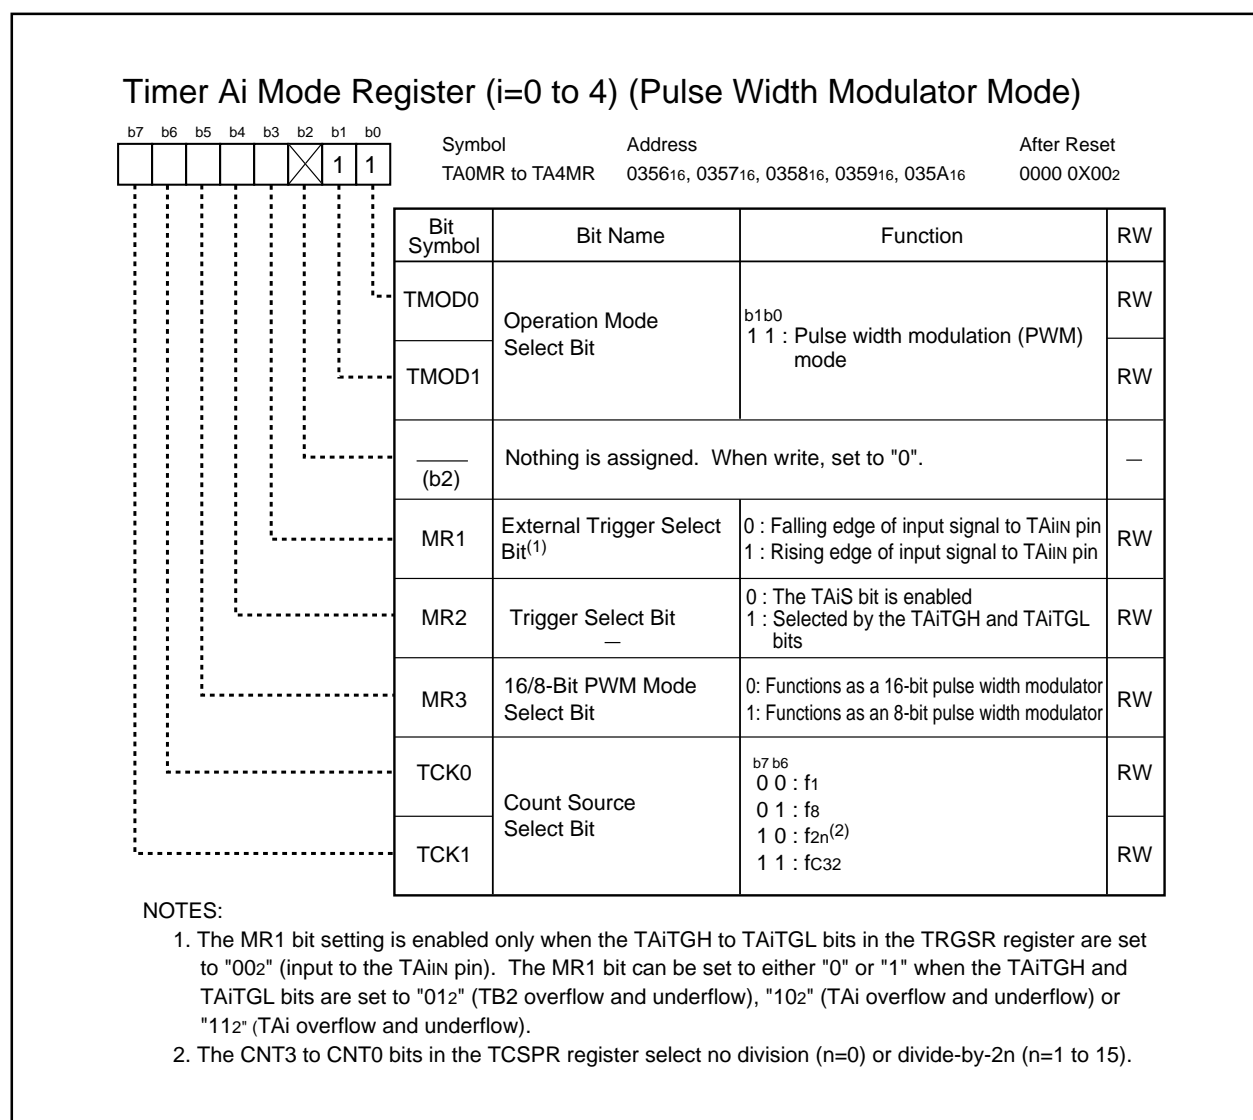 Timer Ai Mode Register (i=0 to 4) (Pulse Width Modulator Mode)
b7 b6 b5 b4 b3 b2 b1 b0
1 1
Symbol Address After Reset
TA0MR to TA4MR 035616, 035716, 035816, 035916, 035A16 0000 0X002
Bit Symbol Bit Name Function RW
TMOD0 RW
Operation Mode
Select Bit
b1b0
1 1 : Pulse width modulation (PWM)
mode
TMOD1 RW
(b2) Nothing is assigned. When write, set to "0". —
MR1 External Trigger Select
Bit(1)
0 : Falling edge of input signal to TAiIN pin
1 : Rising edge of input signal to TAiIN pin
RW
MR2 Trigger Select Bit
—
0 : The TAiS bit is enabled
1 : Selected by the TAiTGH and TAiTGL
bits
RW
MR3 16/8-Bit PWM Mode
Select Bit
0: Functions as a 16-bit pulse width modulator
1: Functions as an 8-bit pulse width modulator
RW
TCK0 RW
Count Source
Select Bit
b7 b6
0 0 : f1
0 1 : f8
1 0 : f2n(2)
1 1 : fC32
TCK1 RW
NOTES:
1. The MR1 bit setting is enabled only when the TAiTGH to TAiTGL bits in the TRGSR register are set
to "002" (input to the TAiIN pin). The MR1 bit can be set to either "0" or "1" when the TAiTGH and
TAiTGL bits are set to "012" (TB2 overflow and underflow), "102" (TAi overflow and underflow) or
"112" (TAi overflow and underflow).
2. The CNT3 to CNT0 bits in the TCSPR register select no division (n=0) or divide-by-2n (n=1 to 15).